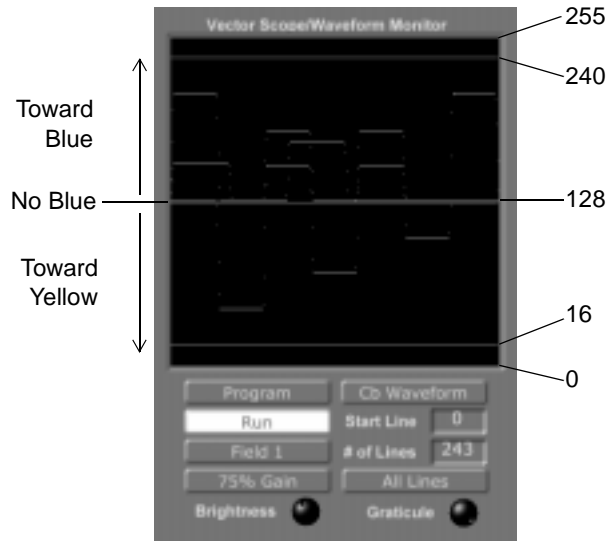 Vector Scope/Waveform Monitor
255
240
Toward
Blue
No Blue
128
Toward
Yellow
16
0
Program
Cb Waveform
Run
Start Line 0
Field 1
# of Lines 243
75% Gain
All Lines
Brightness
Graticule